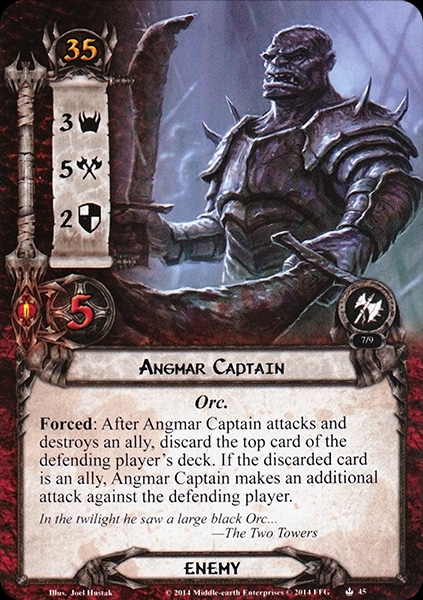 35
3
5
2
5
7/9
Angmar Captain
Orc.
Forced: After Angmar Captain attacks and
destroys an ally, discard the top card of the
defending player's deck. If the discarded card
is an ally, Angmar Captain makes an additional
attack against the defending player.
In the twilight he saw a large black Orc...
—The Two Towers
ENEMY
Illus. Joel Hustak © 2014 Middle-earth Enterprises © 2014 FFG 45